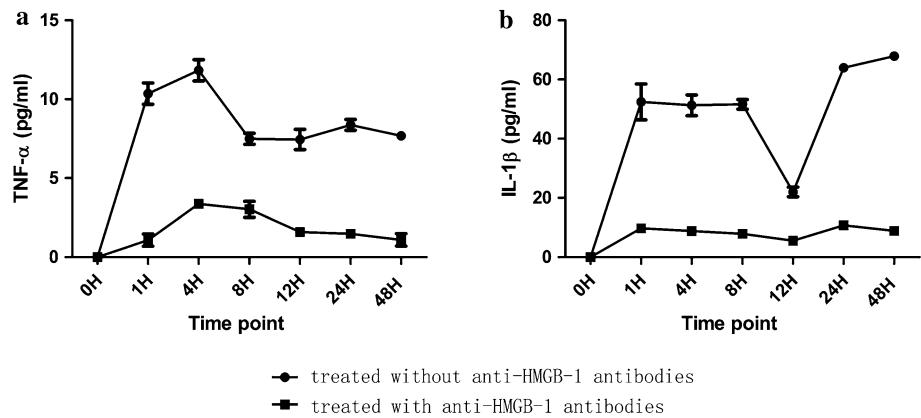 a
15
10
5
0
TNF-α (pg/ml)
0H 1H 4H 8H 12H 24H 48H
Time point
b
80
60
40
20
0
IL-1β (pg/ml)
0H 1H 4H 8H 12H 24H 48H
Time point
treated without anti-HMGB-1 antibodies
treated with anti-HMGB-1 antibodies